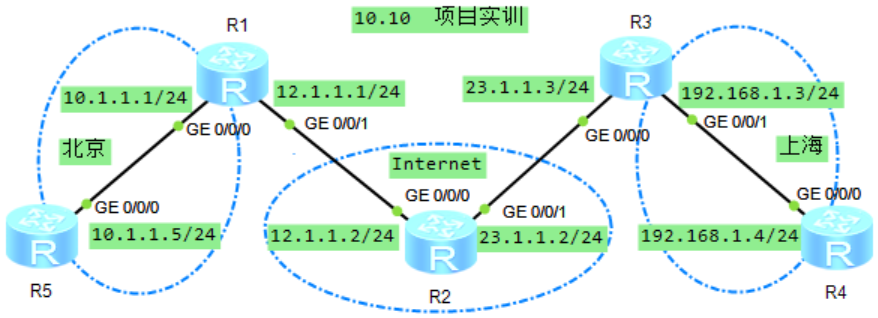 10.10 项目实训
R1
R3
10.1.1.1/24
12.1.1.1/24
23.1.1.3/24
192.168.1.3/24
GE 0/0/0
GE 0/0/1
GE 0/0/0
GE 0/0/1
北京
Internet
上海
GE 0/0/0
GE 0/0/0
GE 0/0/1
GE 0/0/0
R
R
R
R
R
10.1.1.5/24
12.1.1.2/24
23.1.1.2/24
192.168.1.4/24
R5
R2
R4